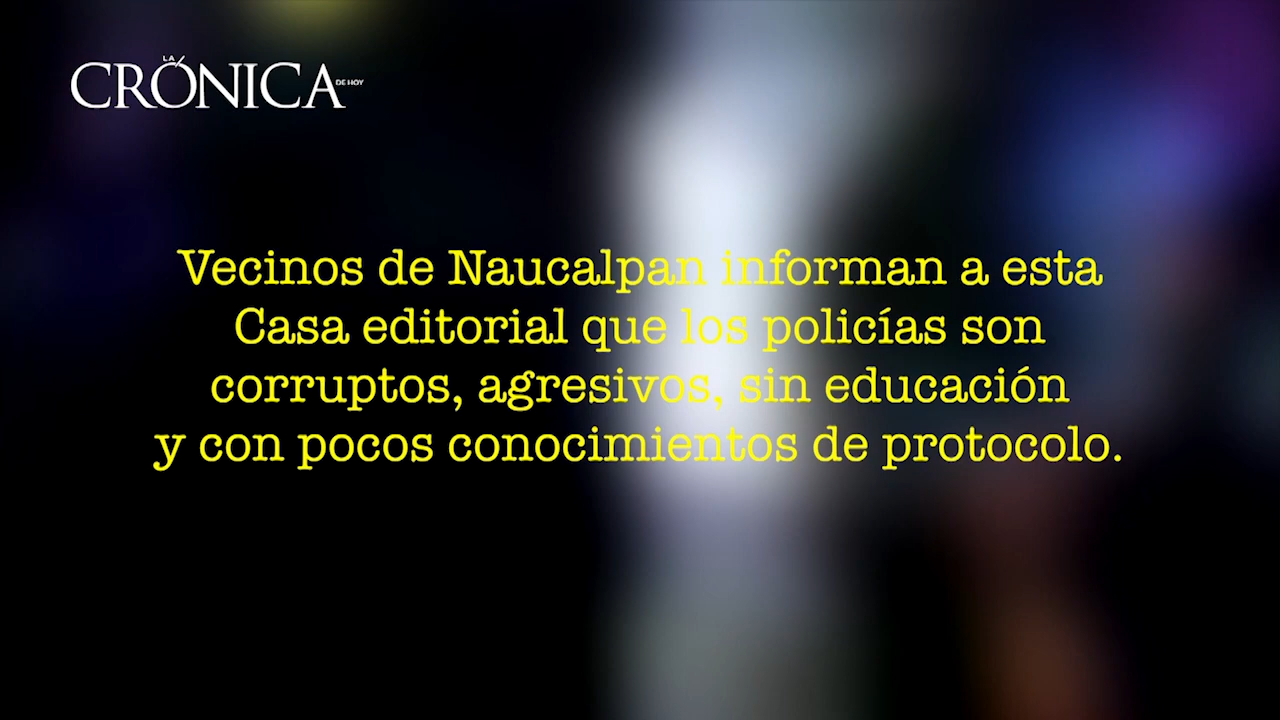 LA
CRÓNICA DE HOY
Vecinos de Naucalpan informan a esta
Casa editorial que los policías son
corruptos, agresivos, sin educación
y con pocos conocimientos de protocolo.